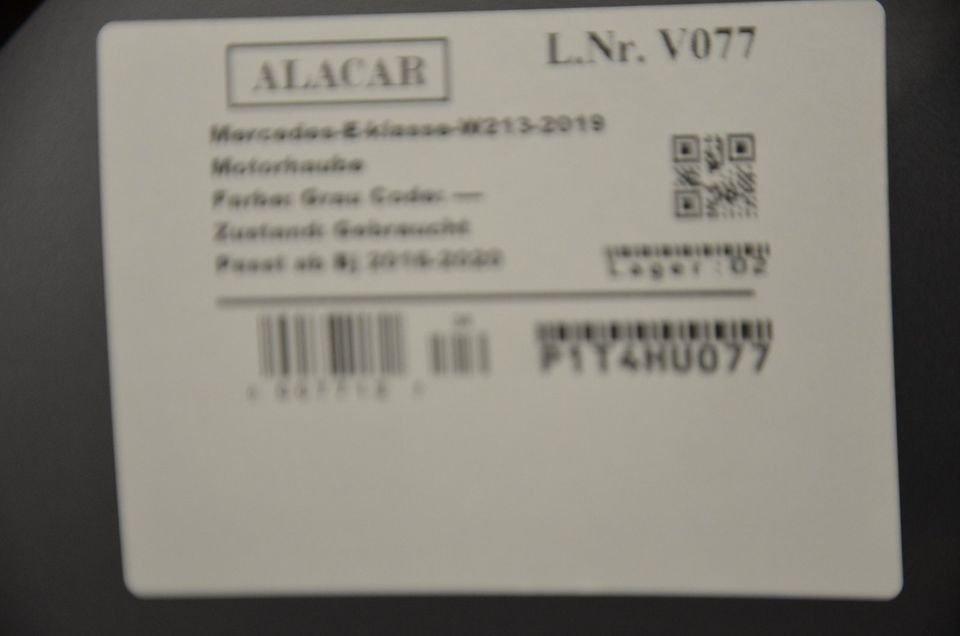 ALACAR
L.Nr. V077
Mercedes-E-klasse-W213-2019
Motorhaube
Farbe: Grau Code: ---
Zustand: Gebraucht
Passt ab Bj 2016-2020
Lager:02
P1T4HU077